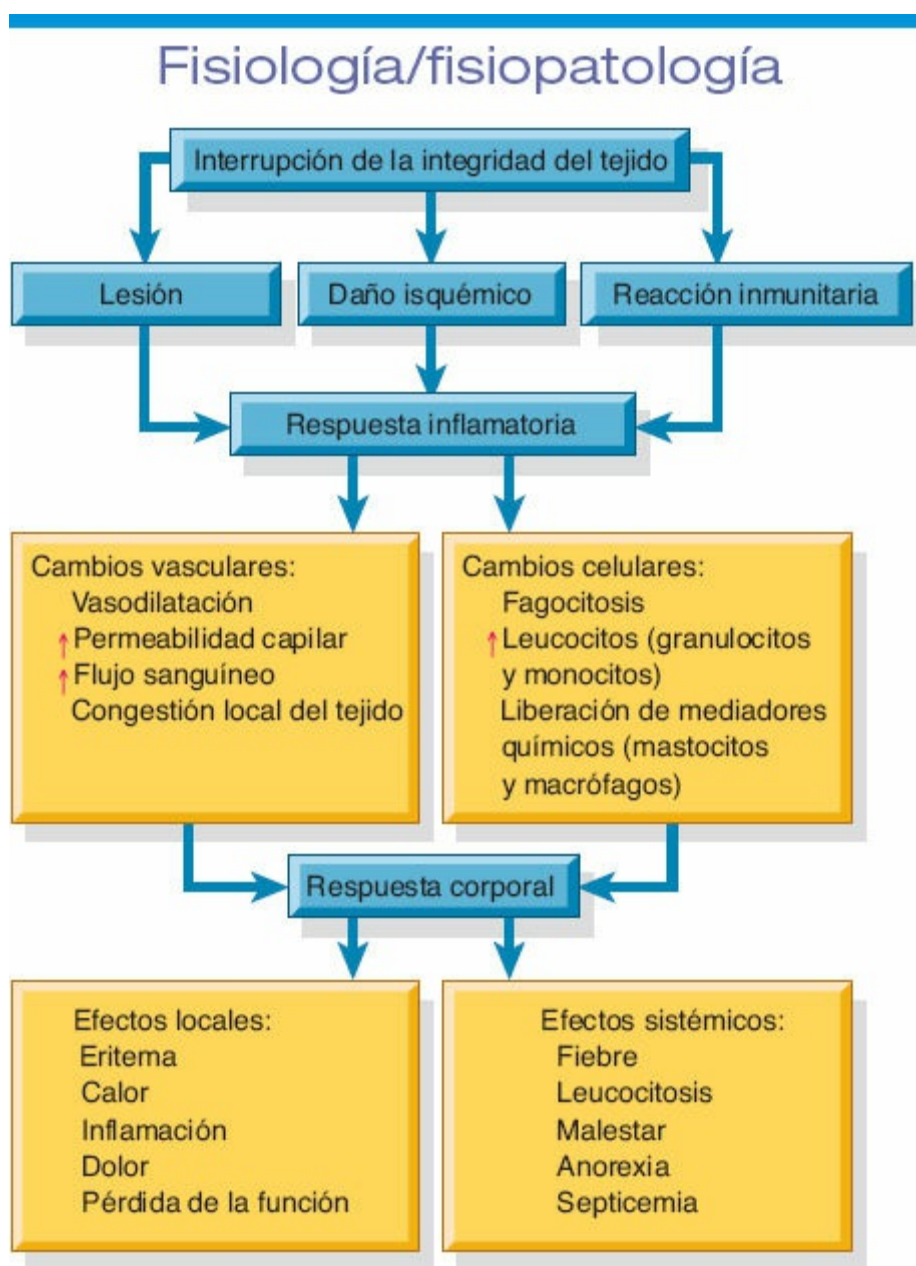 Fisiología/fisiopatología
Interrupción de la integridad del tejido
Lesión
Daño isquémico
Reacción inmunitaria
Respuesta inflamatoria
Cambios vasculares:
Vasodilatación
↑ Permeabilidad capilar
↑ Flujo sanguíneo
Congestión local del tejido
Cambios celulares:
Fagocitosis
↑ Leucocitos (granulocitos
y monocitos)
Liberación de mediadores
químicos (mastocitos
y macrófagos)
Respuesta corporal
Efectos locales:
Eritema
Calor
Inflamación
Dolor
Pérdida de la función
Efectos sistémicos:
Fiebre
Leucocitosis
Malestar
Anorexia
Septicemia